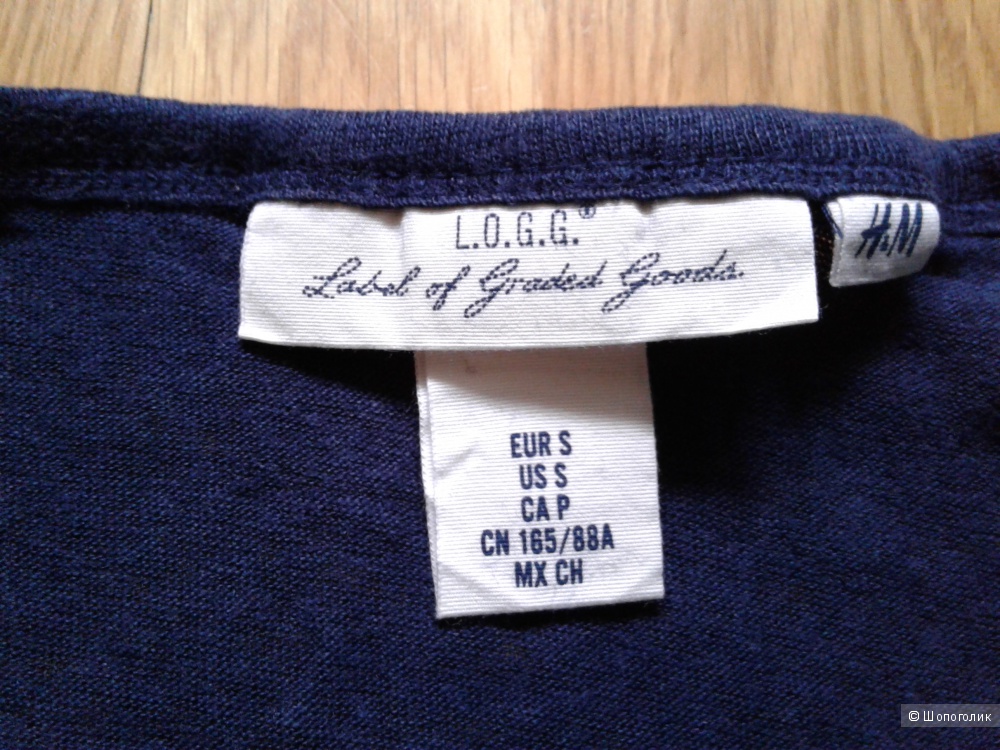 L.O.G.G.®
Label of Graded Goods.
H&M
EUR S
US S
CA P
CN 165/88A
MX CH
© Шопоголик